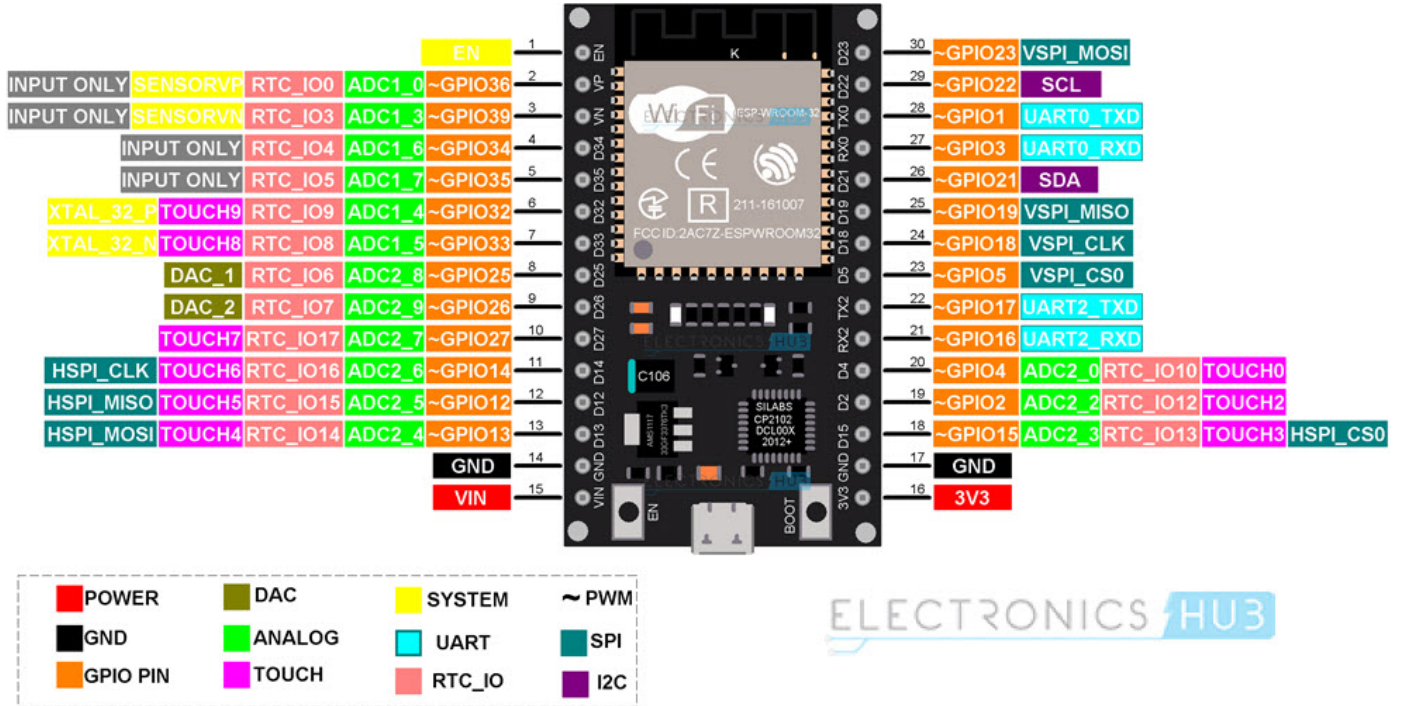 EN 1 EN D23 30 ~GPIO23 VSPI_MOSI
INPUT ONLY SENSORVP RTC_IO0 ADC1_0 ~GPIO36 2 VP D22 29 ~GPIO22 SCL
INPUT ONLY SENSORVN RTC_IO3 ADC1_3 ~GPIO39 3 VN TX0 28 ~GPIO1 UART0_TXD
INPUT ONLY RTC_IO4 ADC1_6 ~GPIO34 4 D34 RX0 27 ~GPIO3 UART0_RXD
INPUT ONLY RTC_IO5 ADC1_7 ~GPIO35 5 D35 D21 26 ~GPIO21 SDA
XTAL_32_P TOUCH9 RTC_IO9 ADC1_4 ~GPIO32 6 D32 D19 25 ~GPIO19 VSPI_MISO
XTAL_32_N TOUCH8 RTC_IO8 ADC1_5 ~GPIO33 7 D33 D18 24 ~GPIO18 VSPI_CLK
DAC_1 RTC_IO6 ADC2_8 ~GPIO25 8 D25 D5 23 ~GPIO5 VSPI_CS0
DAC_2 RTC_IO7 ADC2_9 ~GPIO26 9 D26 TX2 22 ~GPIO17 UART2_TXD
TOUCH7 RTC_IO17 ADC2_7 ~GPIO27 10 D27 RX2 21 ~GPIO16 UART2_RXD
HSPI_CLK TOUCH6 RTC_IO16 ADC2_6 ~GPIO14 11 D14 D4 20 ~GPIO4 ADC2_0 RTC_IO10 TOUCH0
HSPI_MISO TOUCH5 RTC_IO15 ADC2_5 ~GPIO12 12 D12 D2 19 ~GPIO2 ADC2_2 RTC_IO12 TOUCH2
HSPI_MOSI TOUCH4 RTC_IO14 ADC2_4 ~GPIO13 13 D13 D15 18 ~GPIO15 ADC2_3 RTC_IO13 TOUCH3 HSPI_CS0
GND 14 GND GND 17 GND
VIN 15 VIN 3V3 16 3V3
K
Wi Fi ESP-WROOM-32
ELECTRONICS HUB
CE
R 211-161007
FCC ID:2AC7Z-ESPWROOM32
ELECTRONICS HUB
C106
AMS1117
SILABS
CP2102
DCL00X
2012+
ELECTRONICS HUB
EN BOOT
POWER DAC SYSTEM ~ PWM
GND ANALOG UART SPI
GPIO PIN TOUCH RTC_IO I2C
ELECTRONICS HUB